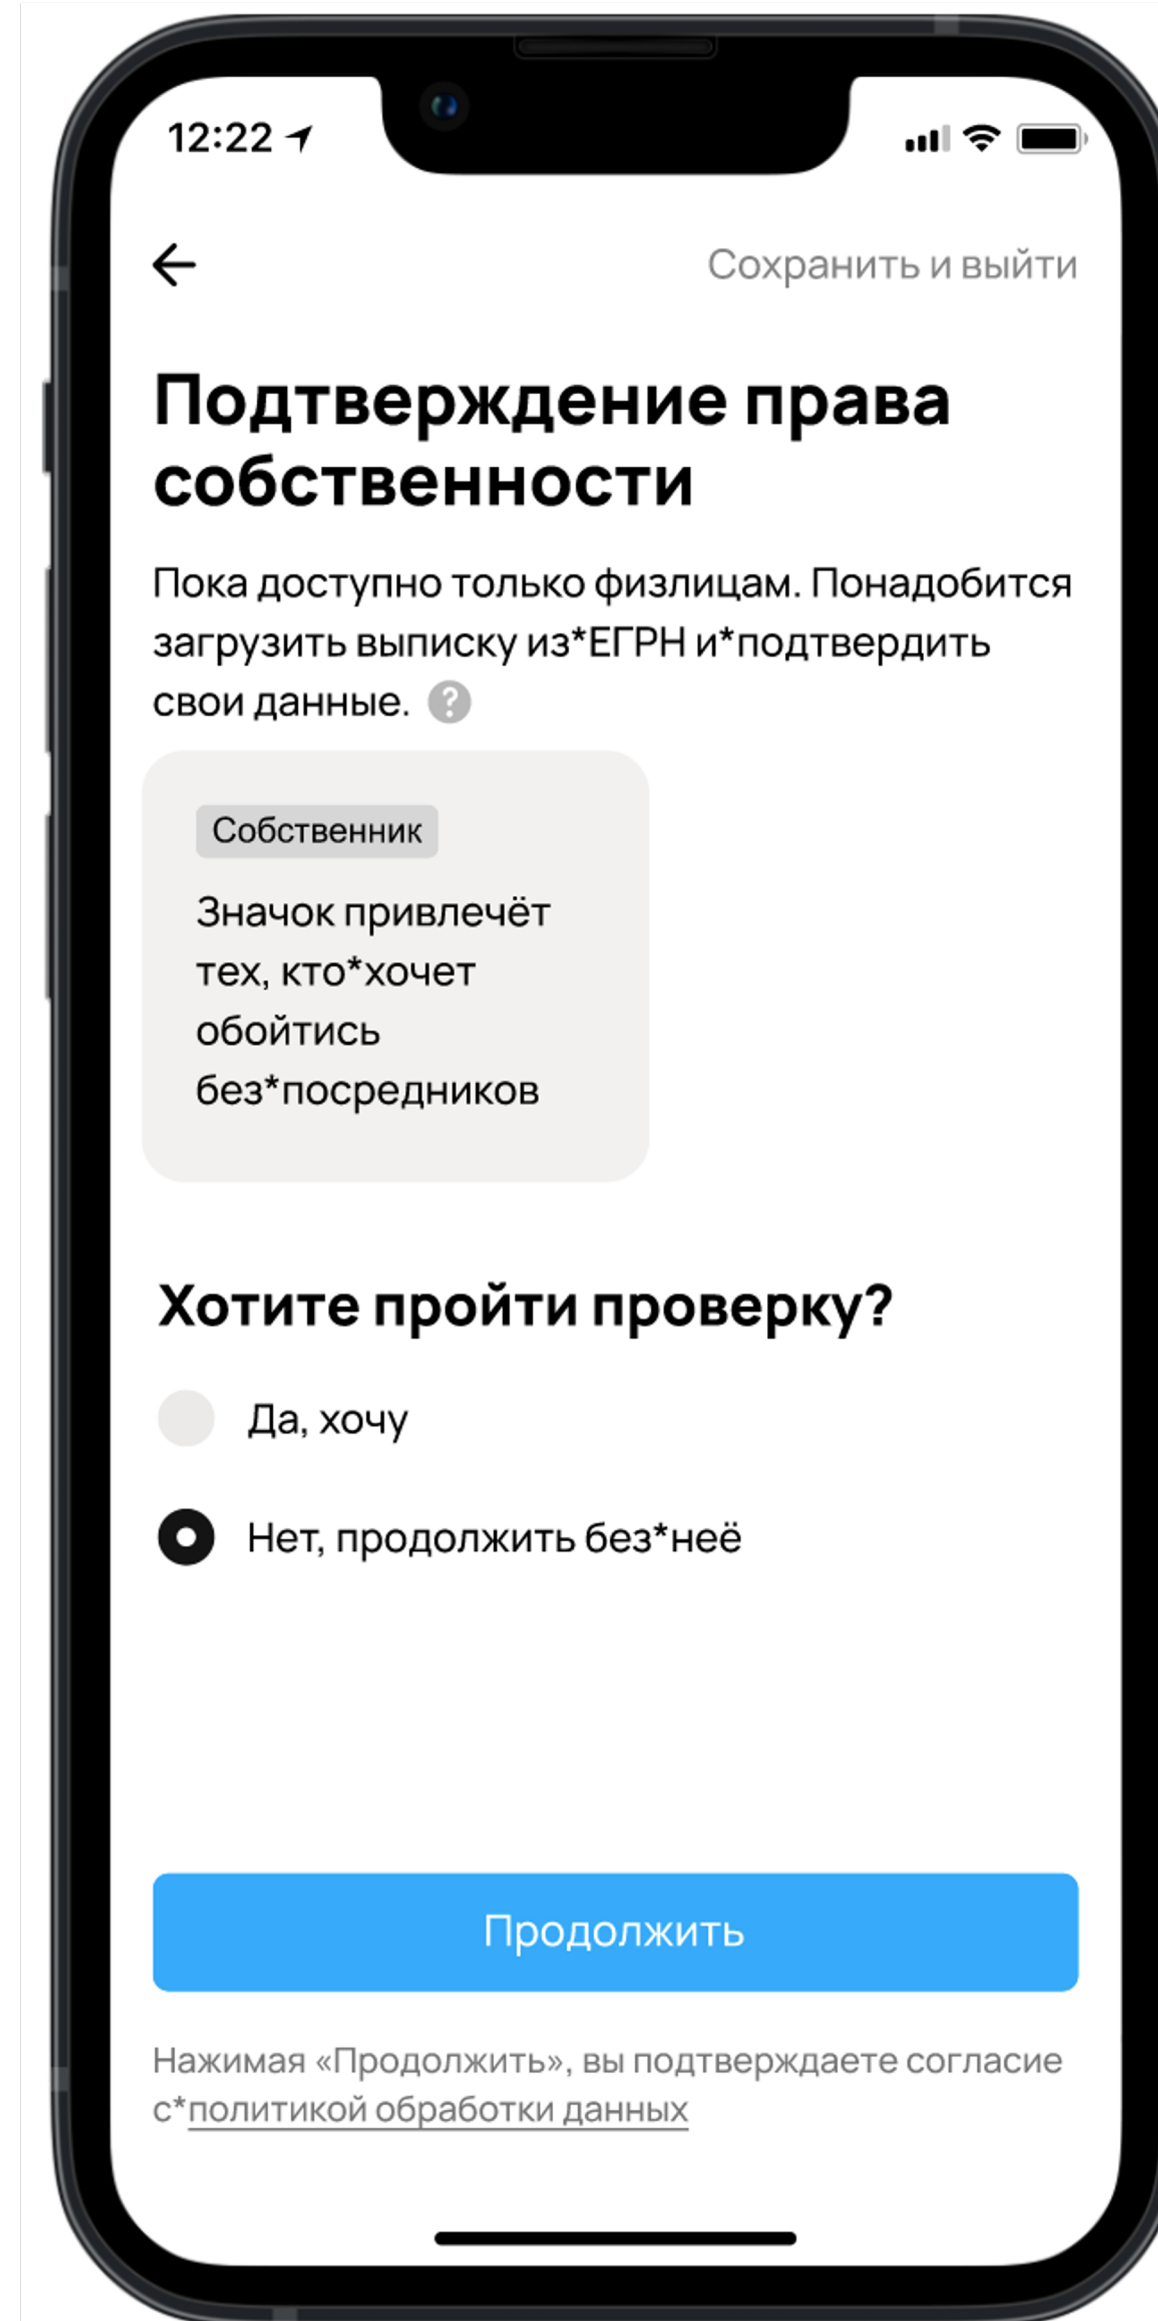 12:22
Сохранить и выйти
Подтверждение права
собственности
Пока доступно только физлицам. Понадобится
загрузить выписку из*ЕГРН и*подтвердить
свои данные. ?
Собственник
Значок привлечёт
тех, кто*хочет
обойтись
без*посредников
Хотите пройти проверку?
Да, хочу
Нет, продолжить без*неё
Продолжить
Нажимая «Продолжить», вы подтверждаете согласие
с*политикой обработки данных